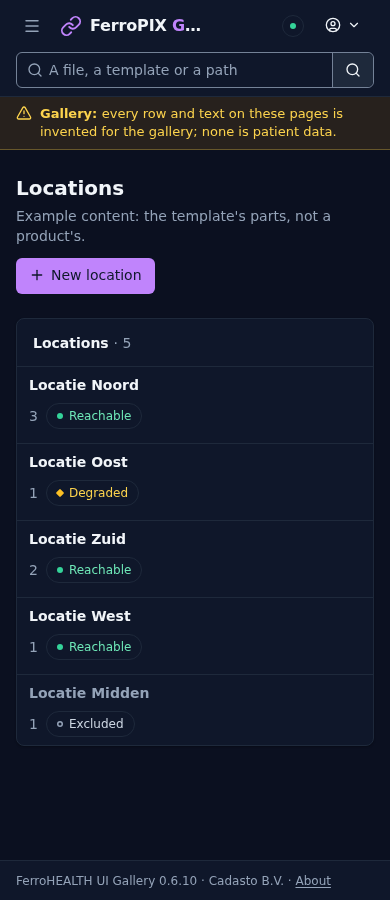 FerroPIX G…
A file, a template or a path
Gallery: every row and text on these pages is
invented for the gallery; none is patient data.
Locations
Example content: the template's parts, not a
product's.
New location
Locations · 5
Locatie Noord
3 Reachable
Locatie Oost
1 Degraded
Locatie Zuid
2 Reachable
Locatie West
1 Reachable
Locatie Midden
1 Excluded
FerroHEALTH UI Gallery 0.6.10 · Cadasto B.V. · About